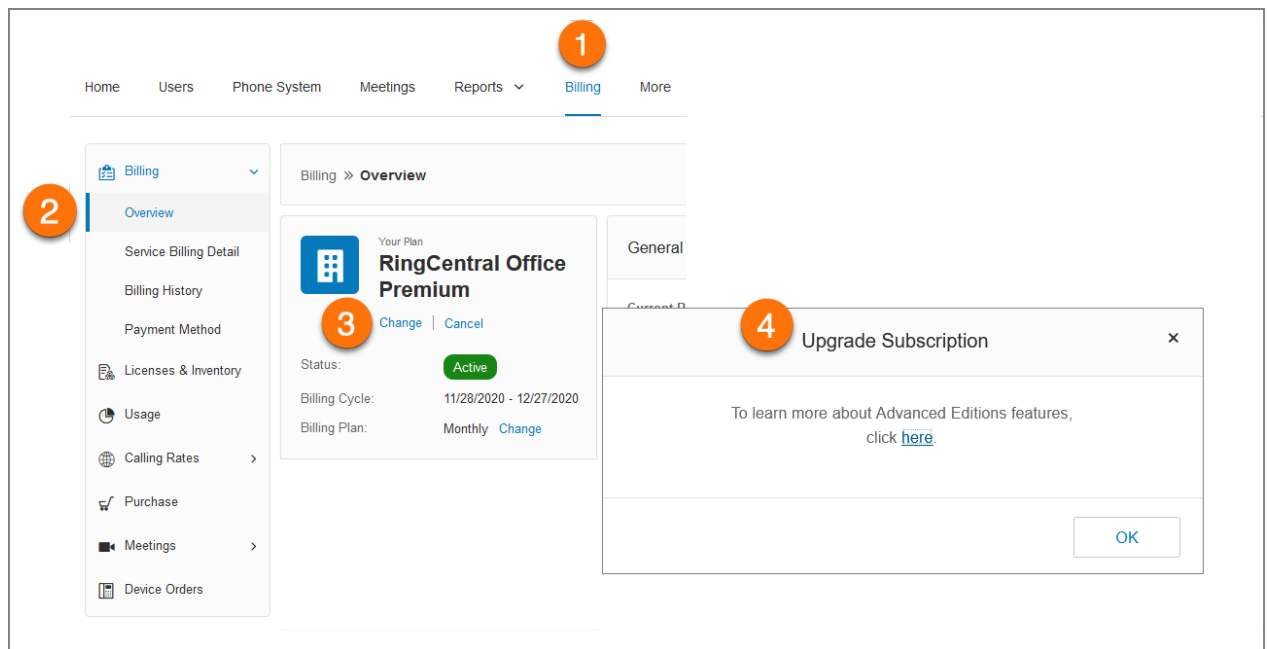 1
Home Users Phone System Meetings Reports Billing More
Billing
2
Overview
Service Billing Detail
Billing History
Payment Method
Licenses & Inventory
Usage
Calling Rates
Purchase
Meetings
Device Orders
Billing » Overview
Your Plan
RingCentral Office
Premium
3
Change | Cancel
Status: Active
Billing Cycle: 11/28/2020 - 12/27/2020
Billing Plan: Monthly Change
General
4
Upgrade Subscription ×
To learn more about Advanced Editions features,
click here.
OK